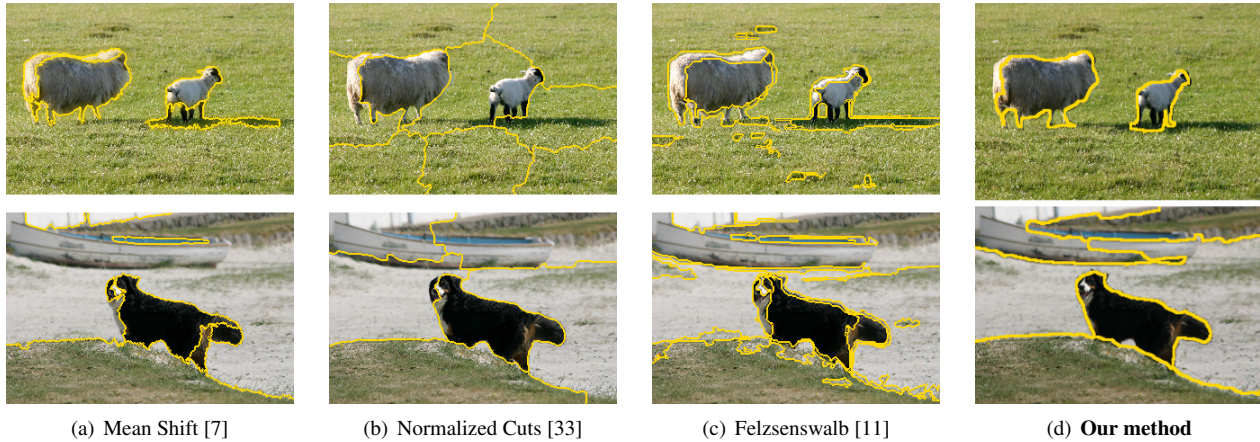 (a) Mean Shift [7]
(b) Normalized Cuts [33]
(c) Felzsenswalb [11]
(d) Our method